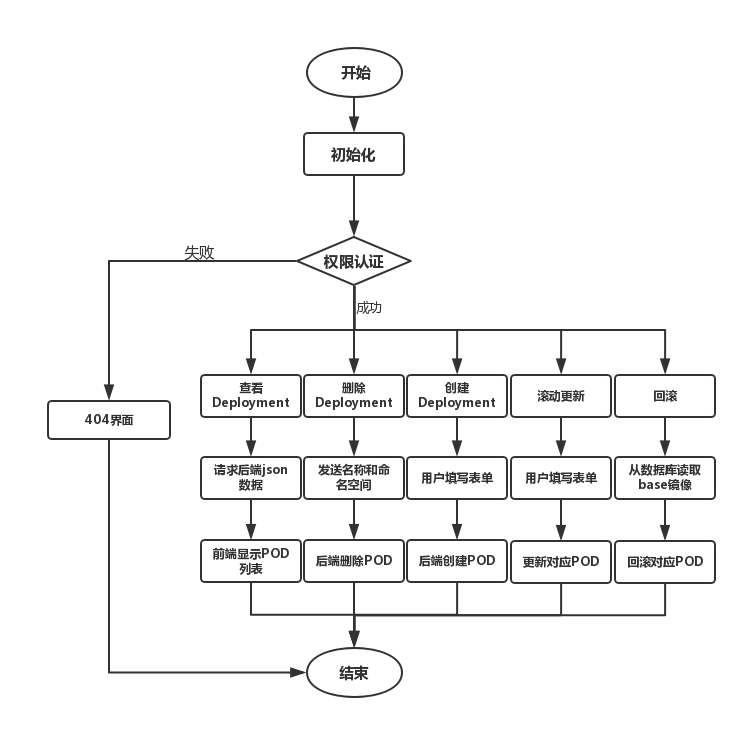 开始
初始化
权限认证
失败
成功
查看
Deployment
删除
Deployment
创建
Deployment
滚动更新
回滚
404界面
请求后端json
数据
发送名称和命
名空间
用户填写表单
用户填写表单
从数据库读取
base镜像
前端显示POD
列表
后端删除POD
后端创建POD
更新对应POD
回滚对应POD
结束